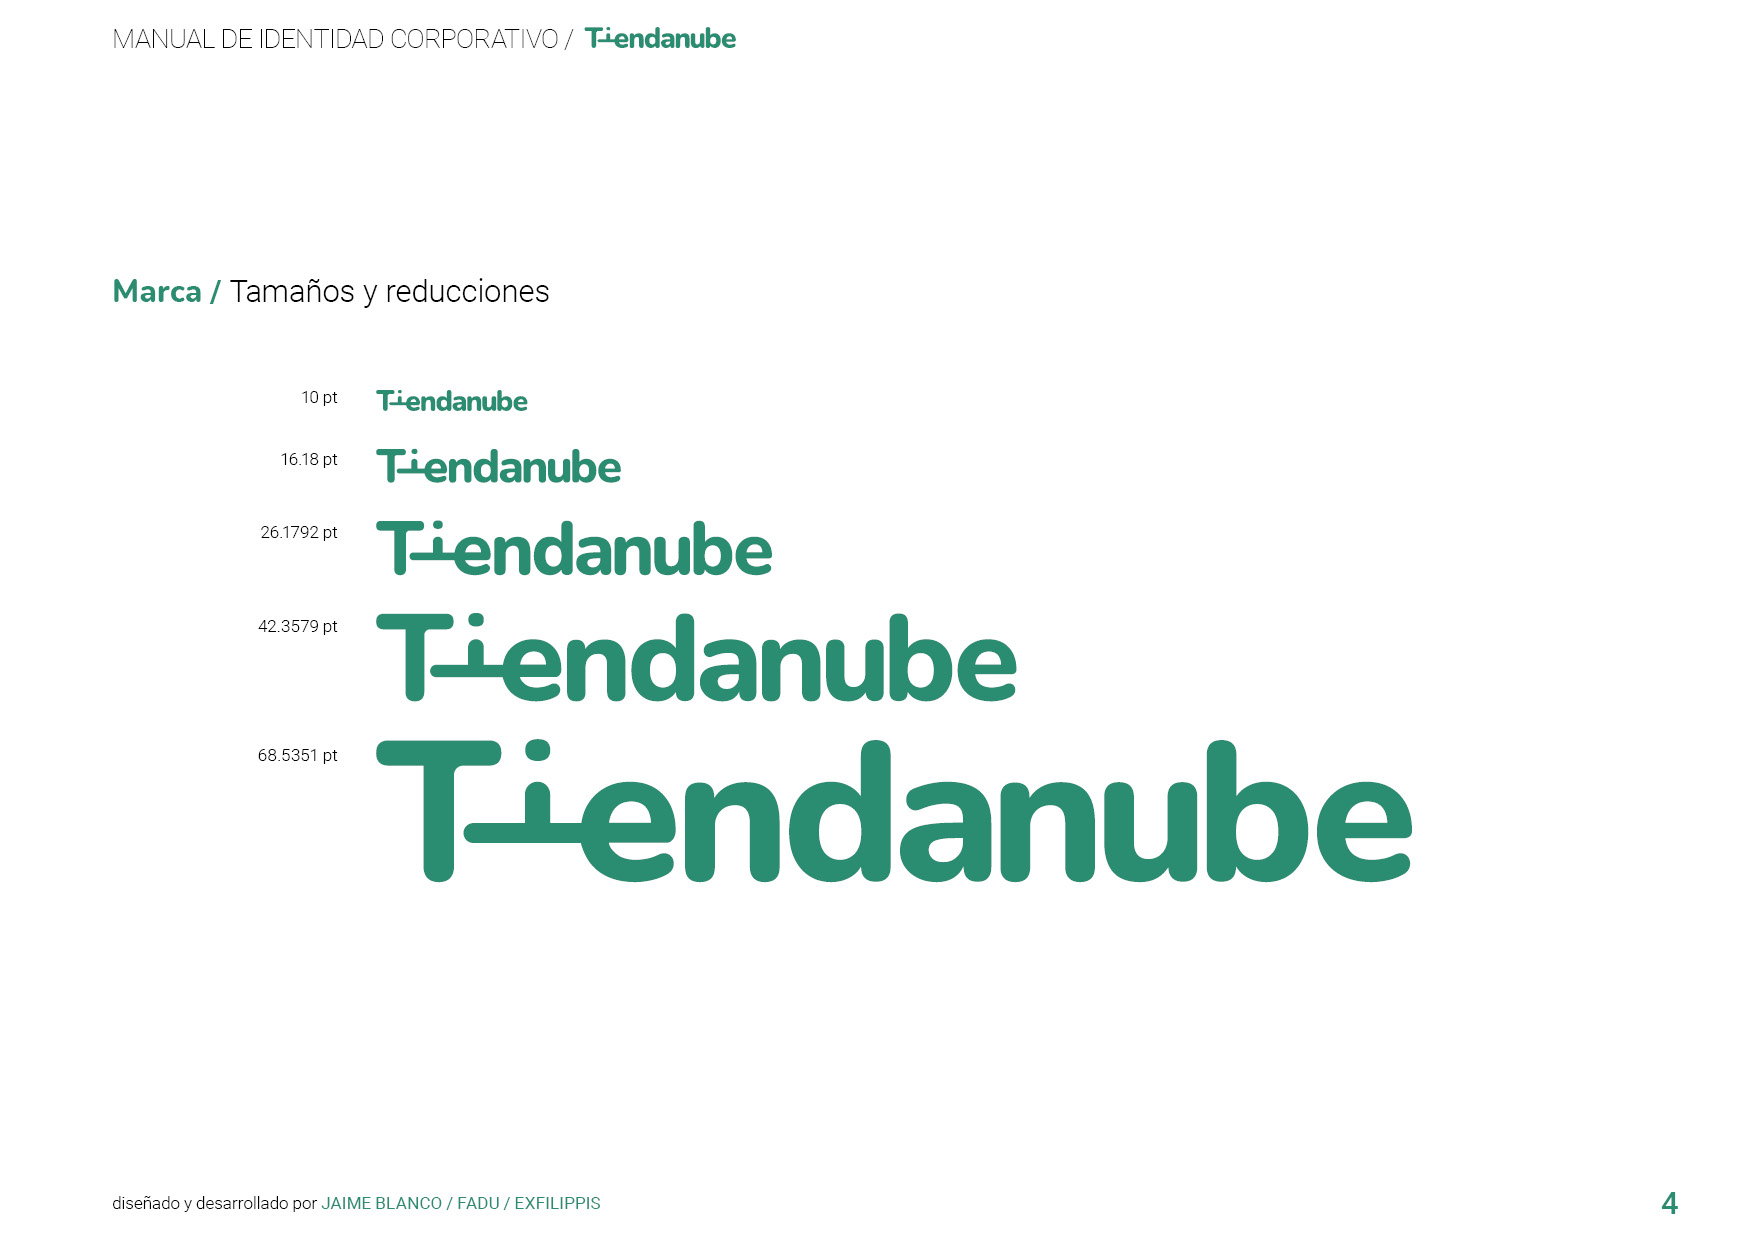 MANUAL DE IDENTIDAD CORPORATIVO / Tiendanube
Marca / Tamaños y reducciones
10 pt Tiendanube
16.18 pt Tiendanube
26.1792 pt Tiendanube
42.3579 pt Tiendanube
68.5351 pt Tiendanube
diseñado y desarrollado por JAIME BLANCO / FADU / EXFILIPPIS
4